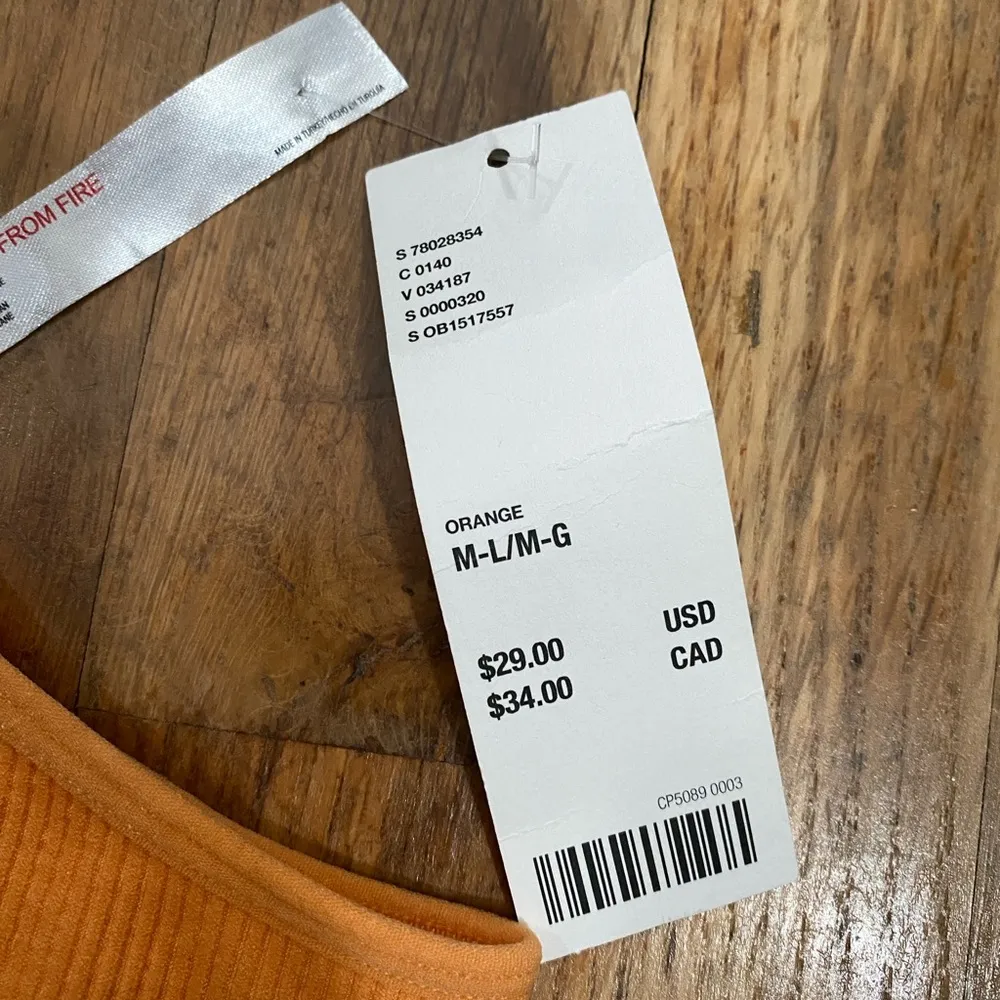 MADE IN TURKEY/HECHO EN TURQUIA
FROM FIRE
S 78028354
C 0140
V 034187
S 0000320
S OB1517557
ORANGE
M-L/M-G
$29.00 USD
$34.00 CAD
CP5089 0003